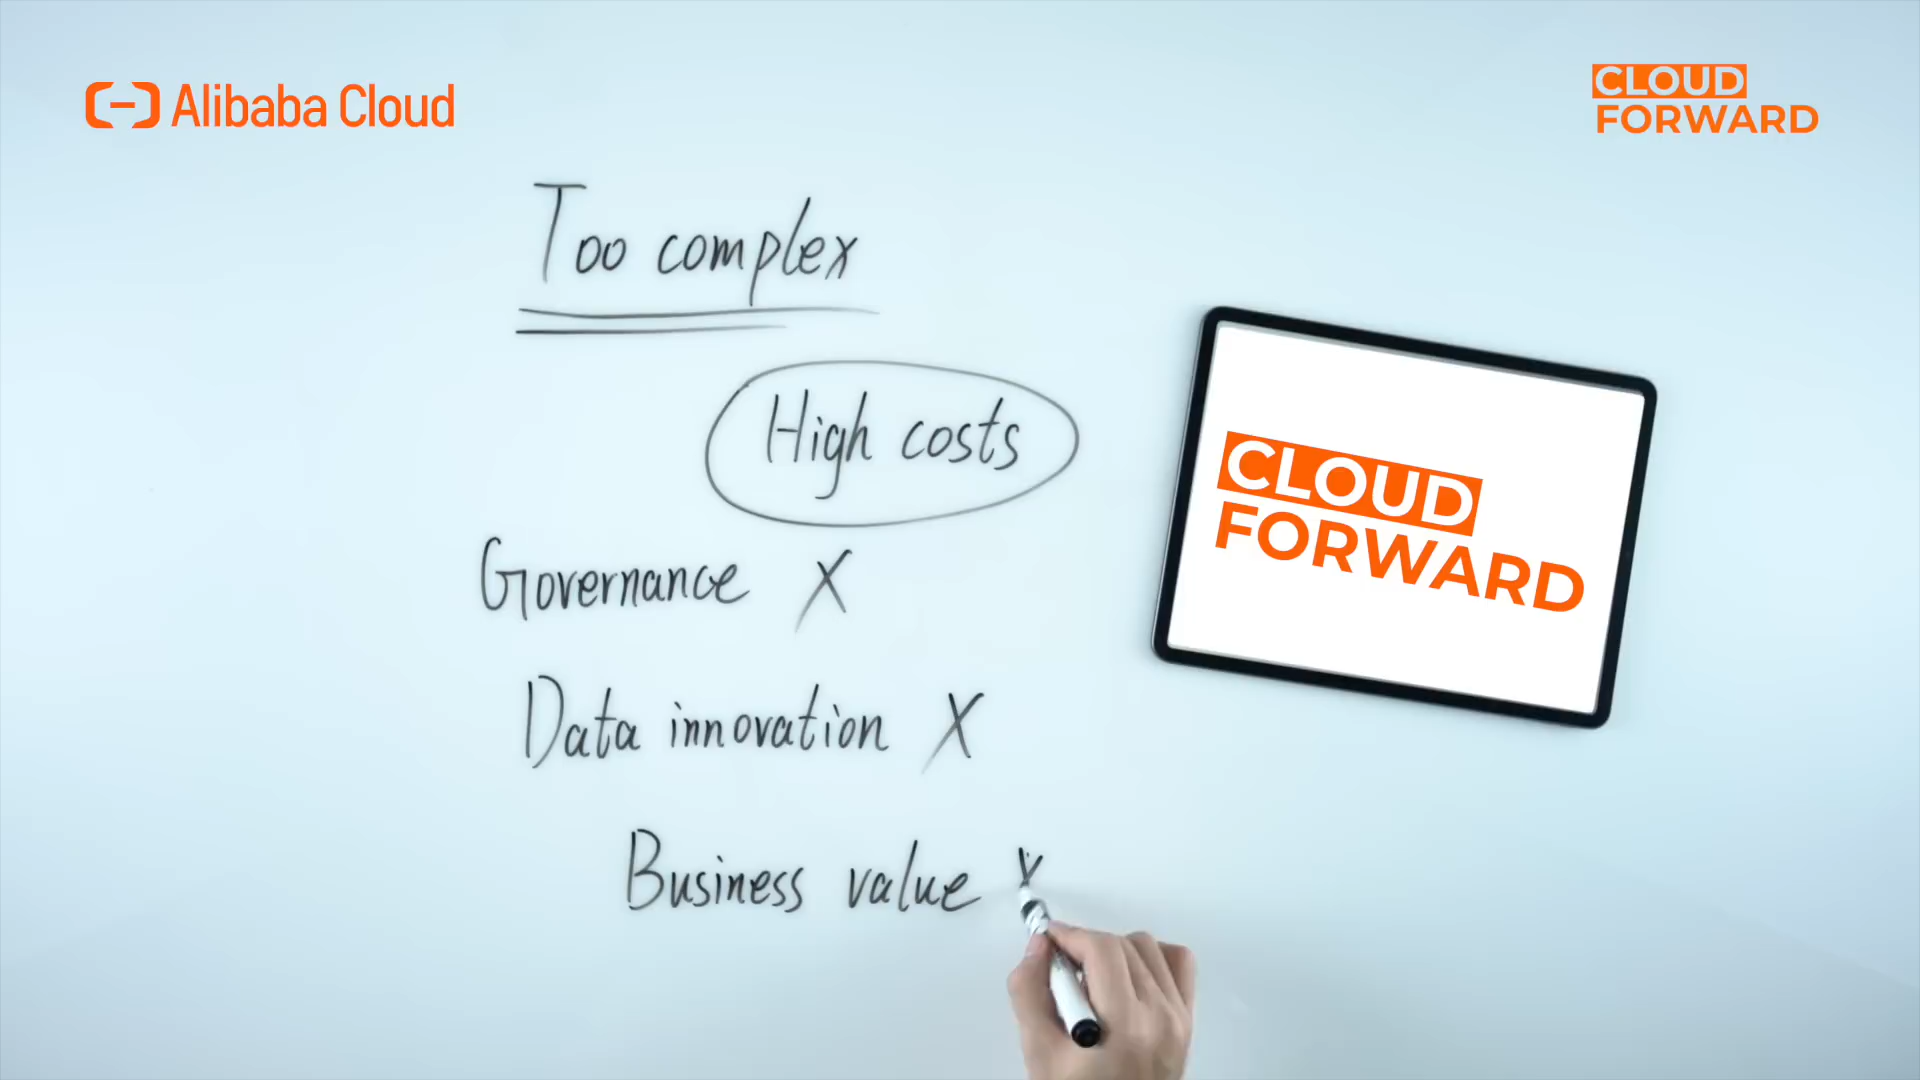 Alibaba Cloud
CLOUD
FORWARD
Too complex
High costs
Governance X
Data innovation X
Business value X
CLOUD
FORWARD